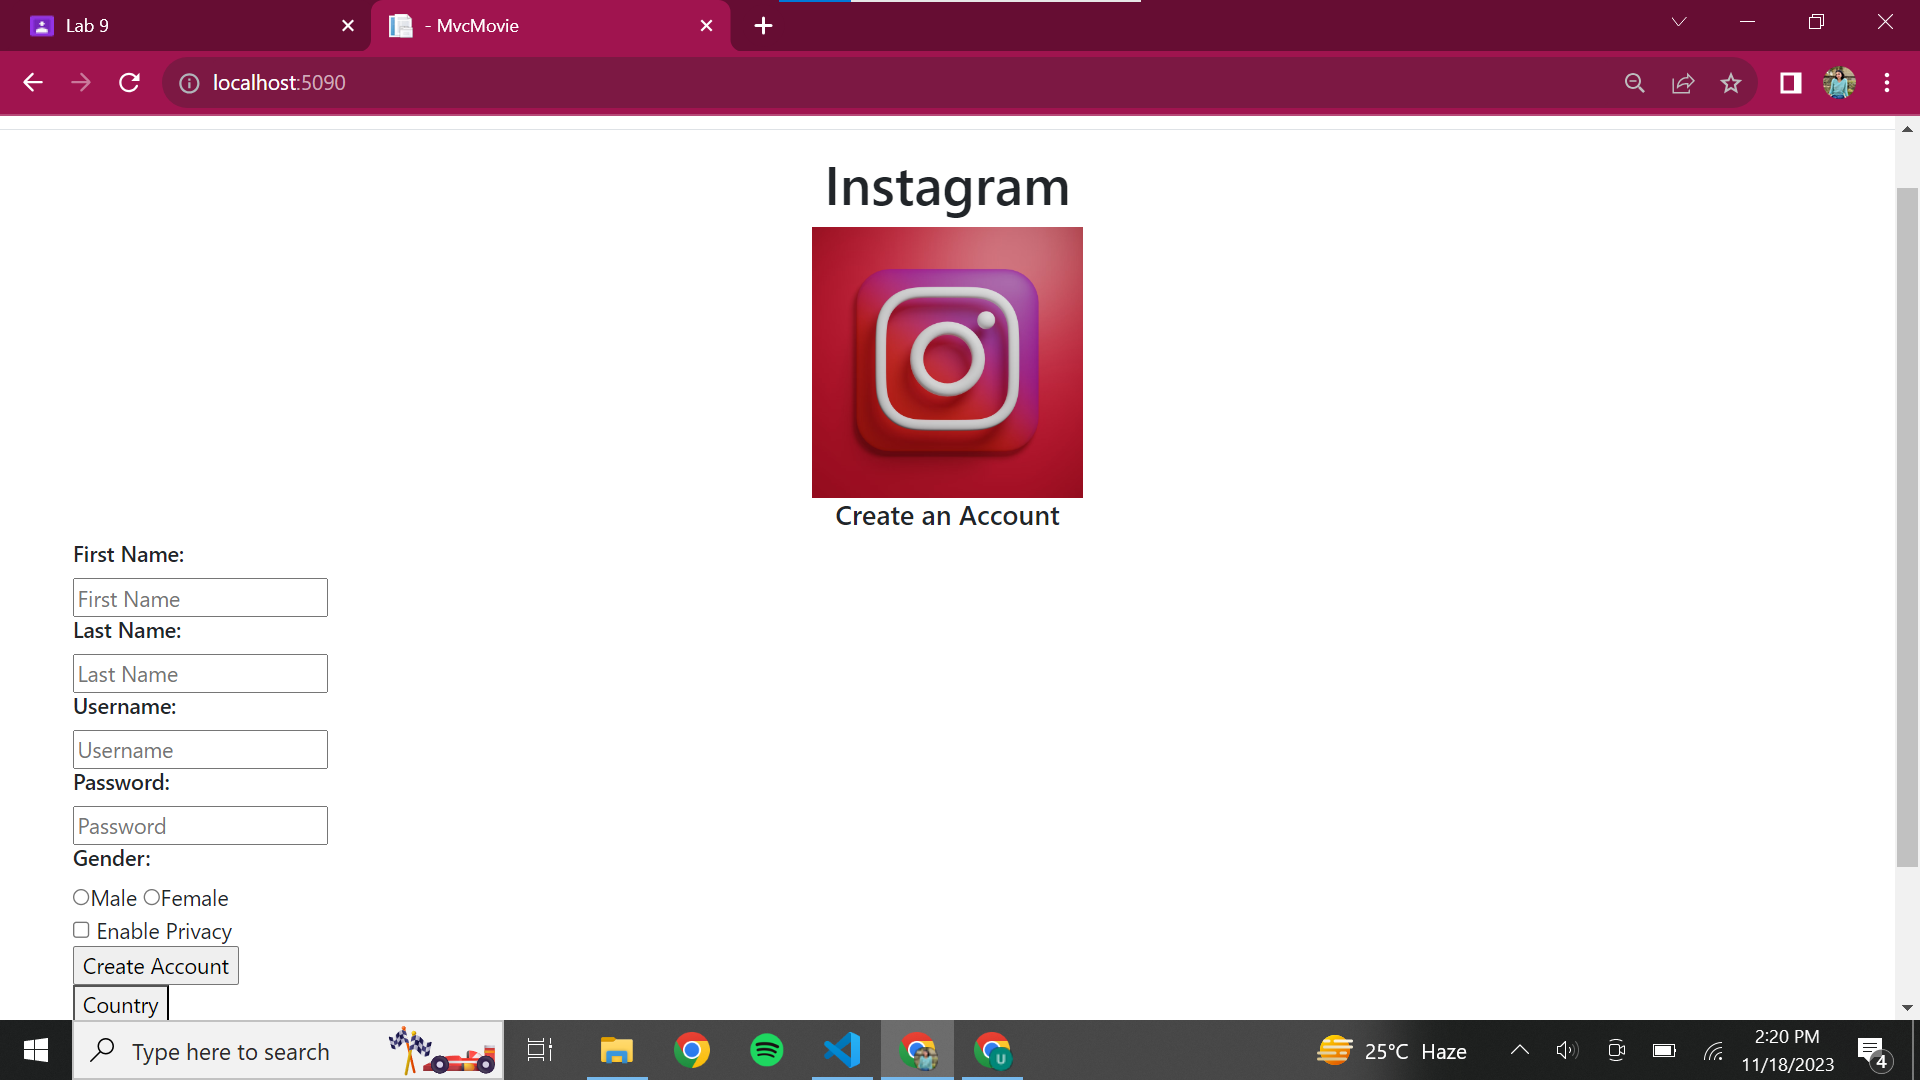 Lab 9
- MvcMovie
localhost:5090
Instagram
Create an Account
First Name:
First Name
Last Name:
Last Name
Username:
Username
Password:
Password
Gender:
Male Female
Enable Privacy
Create Account
Country
Type here to search
U
25°C Haze
2:20 PM
11/18/2023
4